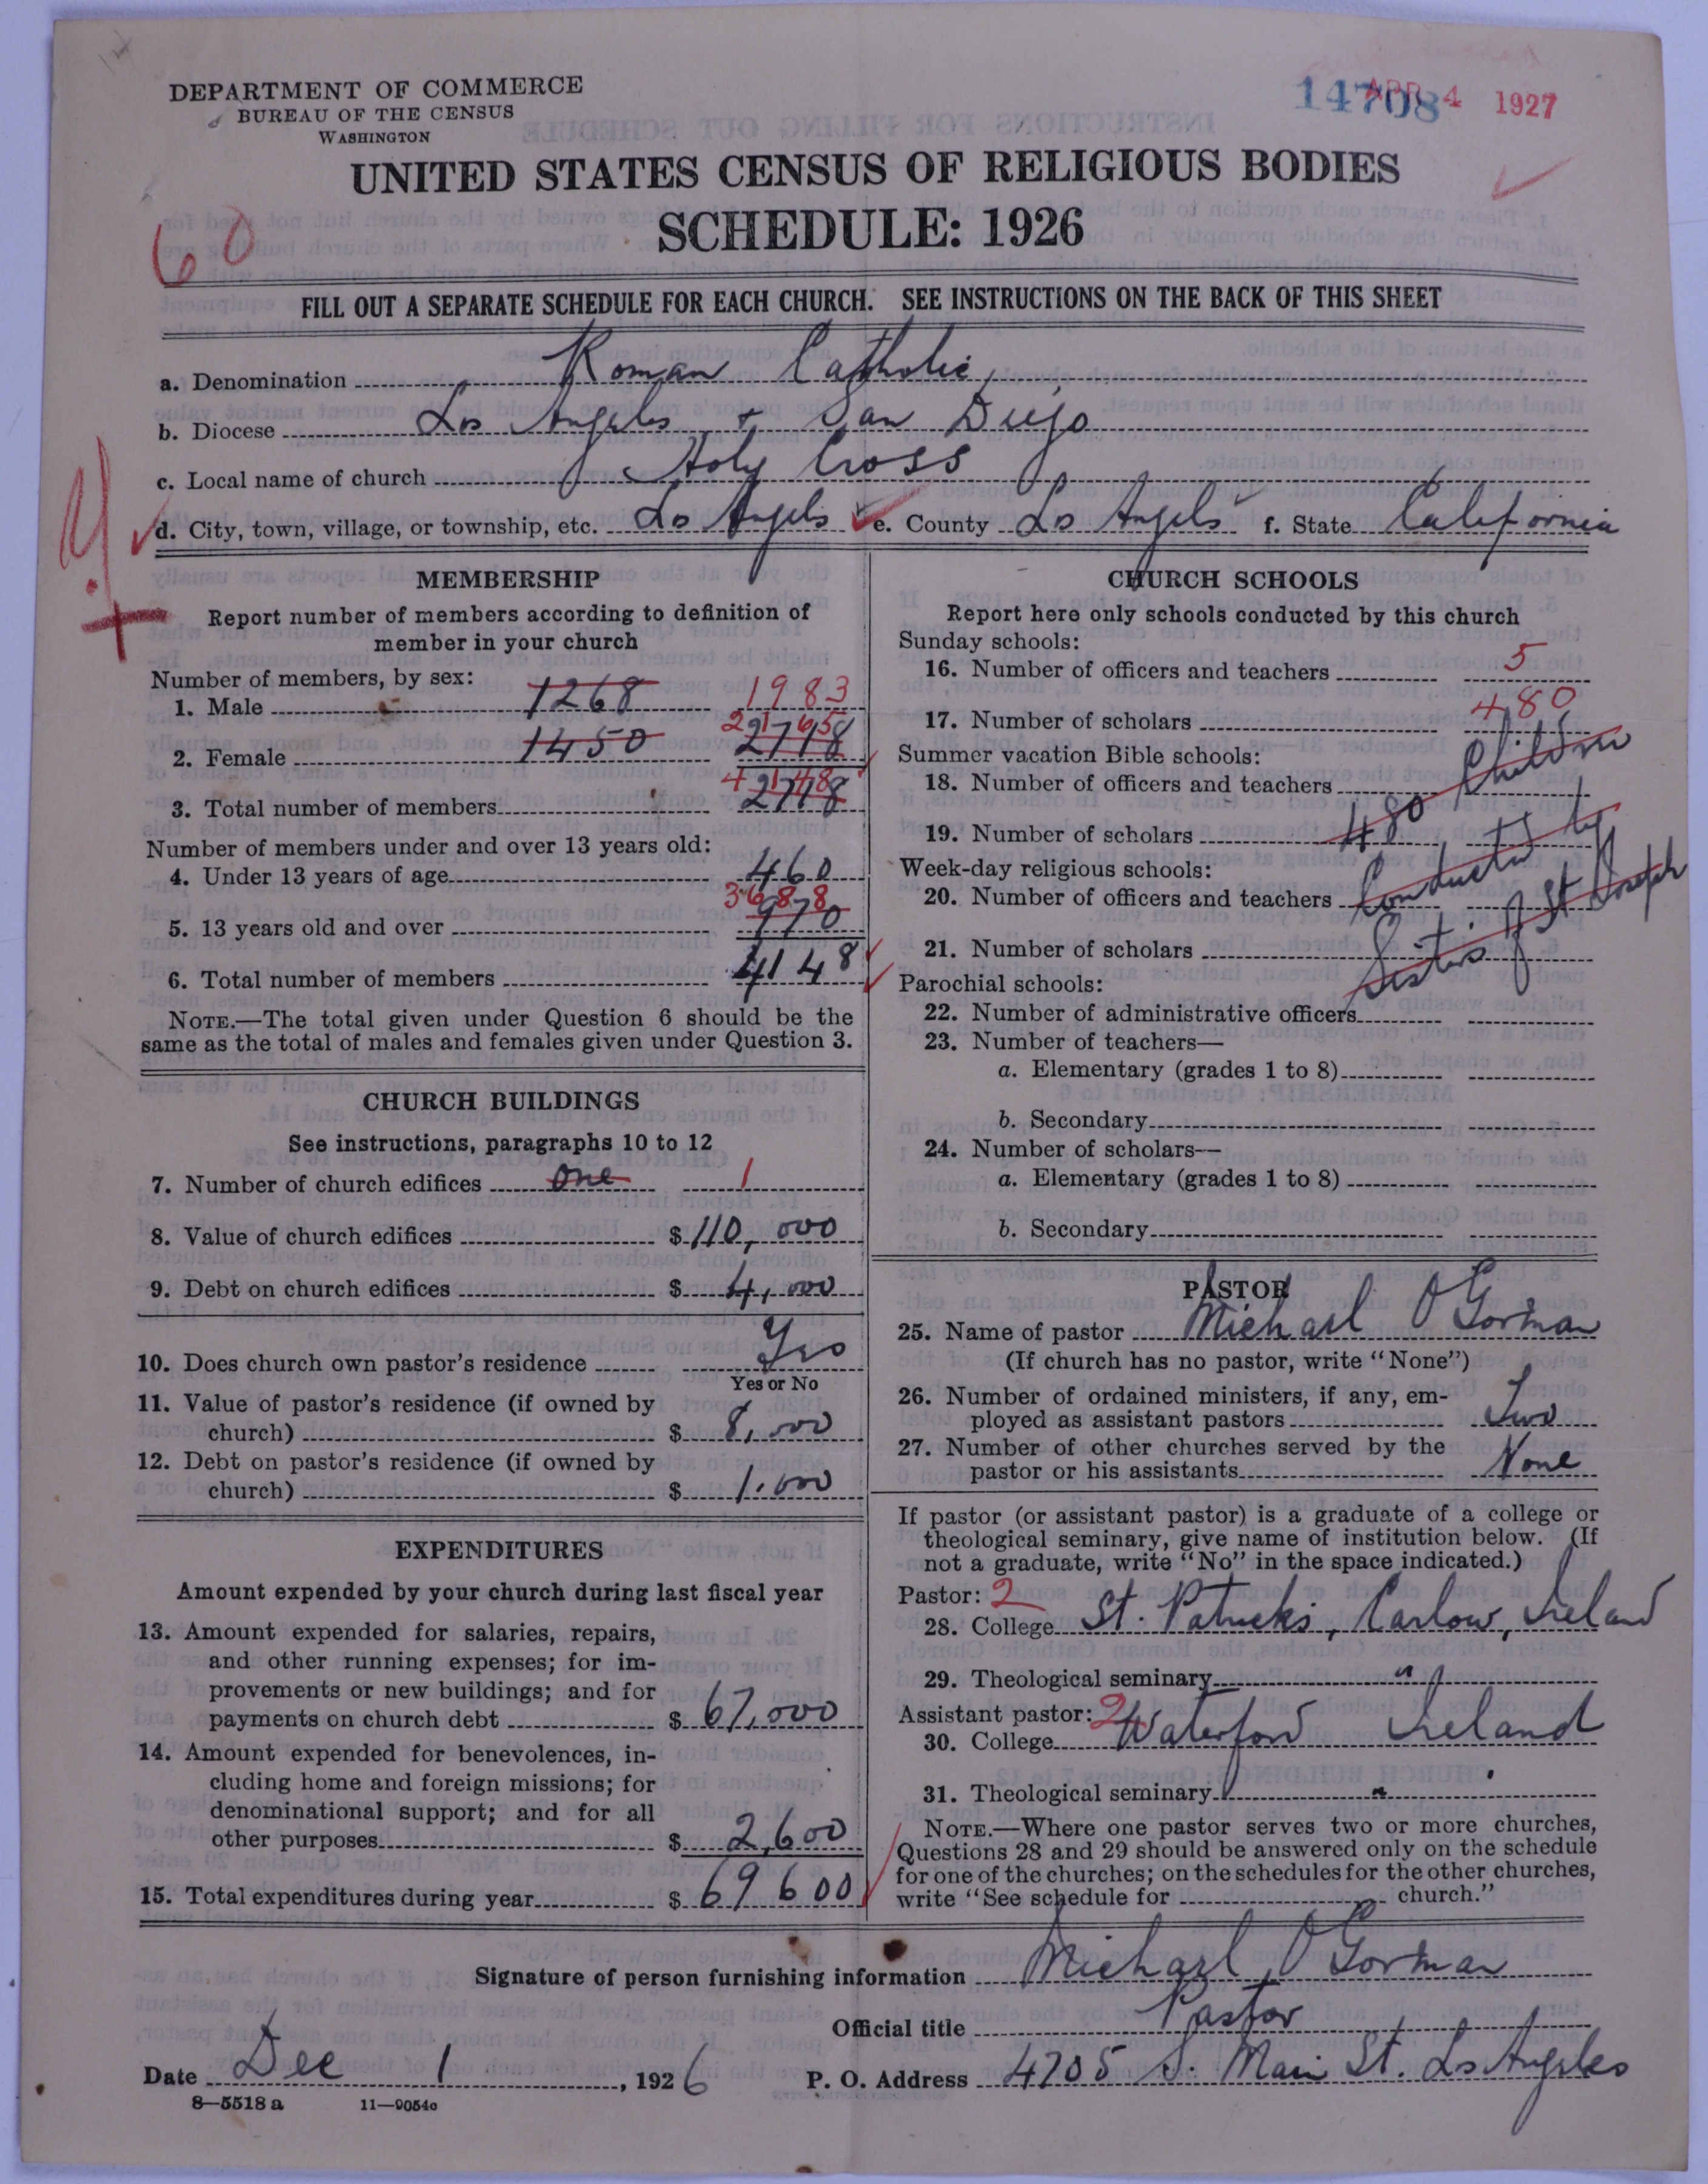 DEPARTMENT OF COMMERCE
BUREAU OF THE CENSUS
WASHINGTON
14708 APR 4 1927
UNITED STATES CENSUS OF RELIGIOUS BODIES
SCHEDULE: 1926
60
FILL OUT A SEPARATE SCHEDULE FOR EACH CHURCH. SEE INSTRUCTIONS ON THE BACK OF THIS SHEET
a. Denomination Roman Catholic
b. Diocese Los Angeles + San Diego
c. Local name of church Holy Cross
d. City, town, village, or township, etc. Los Angels e. County Los Angels f. State California
MEMBERSHIP
Report number of members according to definition of
member in your church
Number of members, by sex:
1. Male 1268 1983
2165
2. Female 1450 2718
4148
3. Total number of members 2718
Number of members under and over 13 years old:
4. Under 13 years of age 460
3688
5. 13 years old and over 970
6. Total number of members 4148
NOTE.—The total given under Question 6 should be the
same as the total of males and females given under Question 3.
CHURCH BUILDINGS
See instructions, paragraphs 10 to 12
7. Number of church edifices one 1
8. Value of church edifices $ 110,000
9. Debt on church edifices $ 4,000
10. Does church own pastor's residence Yes
Yes or No
11. Value of pastor's residence (if owned by
church) $ 8,000
12. Debt on pastor's residence (if owned by
church) $ 1.000
EXPENDITURES
Amount expended by your church during last fiscal year
13. Amount expended for salaries, repairs,
and other running expenses; for im-
provements or new buildings; and for
payments on church debt $ 67,000
14. Amount expended for benevolences, in-
cluding home and foreign missions; for
denominational support; and for all
other purposes $ 2,600
15. Total expenditures during year $ 69600
CHURCH SCHOOLS
Report here only schools conducted by this church
Sunday schools:
16. Number of officers and teachers 5
17. Number of scholars 480
Summer vacation Bible schools:
18. Number of officers and teachers Children
19. Number of scholars 480
Week-day religious schools:
20. Number of officers and teachers Conducted by
21. Number of scholars Sisters of St Joseph
Parochial schools:
22. Number of administrative officers
23. Number of teachers—
a. Elementary (grades 1 to 8)
b. Secondary
24. Number of scholars—
a. Elementary (grades 1 to 8)
b. Secondary
PASTOR
25. Name of pastor Michael O'Gorman
(If church has no pastor, write "None")
26. Number of ordained ministers, if any, em-
ployed as assistant pastors Two
27. Number of other churches served by the
pastor or his assistants None
If pastor (or assistant pastor) is a graduate of a college or
theological seminary, give name of institution below. (If
not a graduate, write "No" in the space indicated.)
Pastor: 2
28. College St. Patricks, Carlow, Ireland
29. Theological seminary "
Assistant pastor: 2
30. College Waterford Ireland
31. Theological seminary "
NOTE.—Where one pastor serves two or more churches,
Questions 28 and 29 should be answered only on the schedule
for one of the churches; on the schedules for the other churches,
write "See schedule for church."
Signature of person furnishing information Michael O'Gorman
Official title Pastor
Date Dec 1, 1926 P. O. Address 4705 S. Main St. Los Angeles
8—5518 a 11—9054o